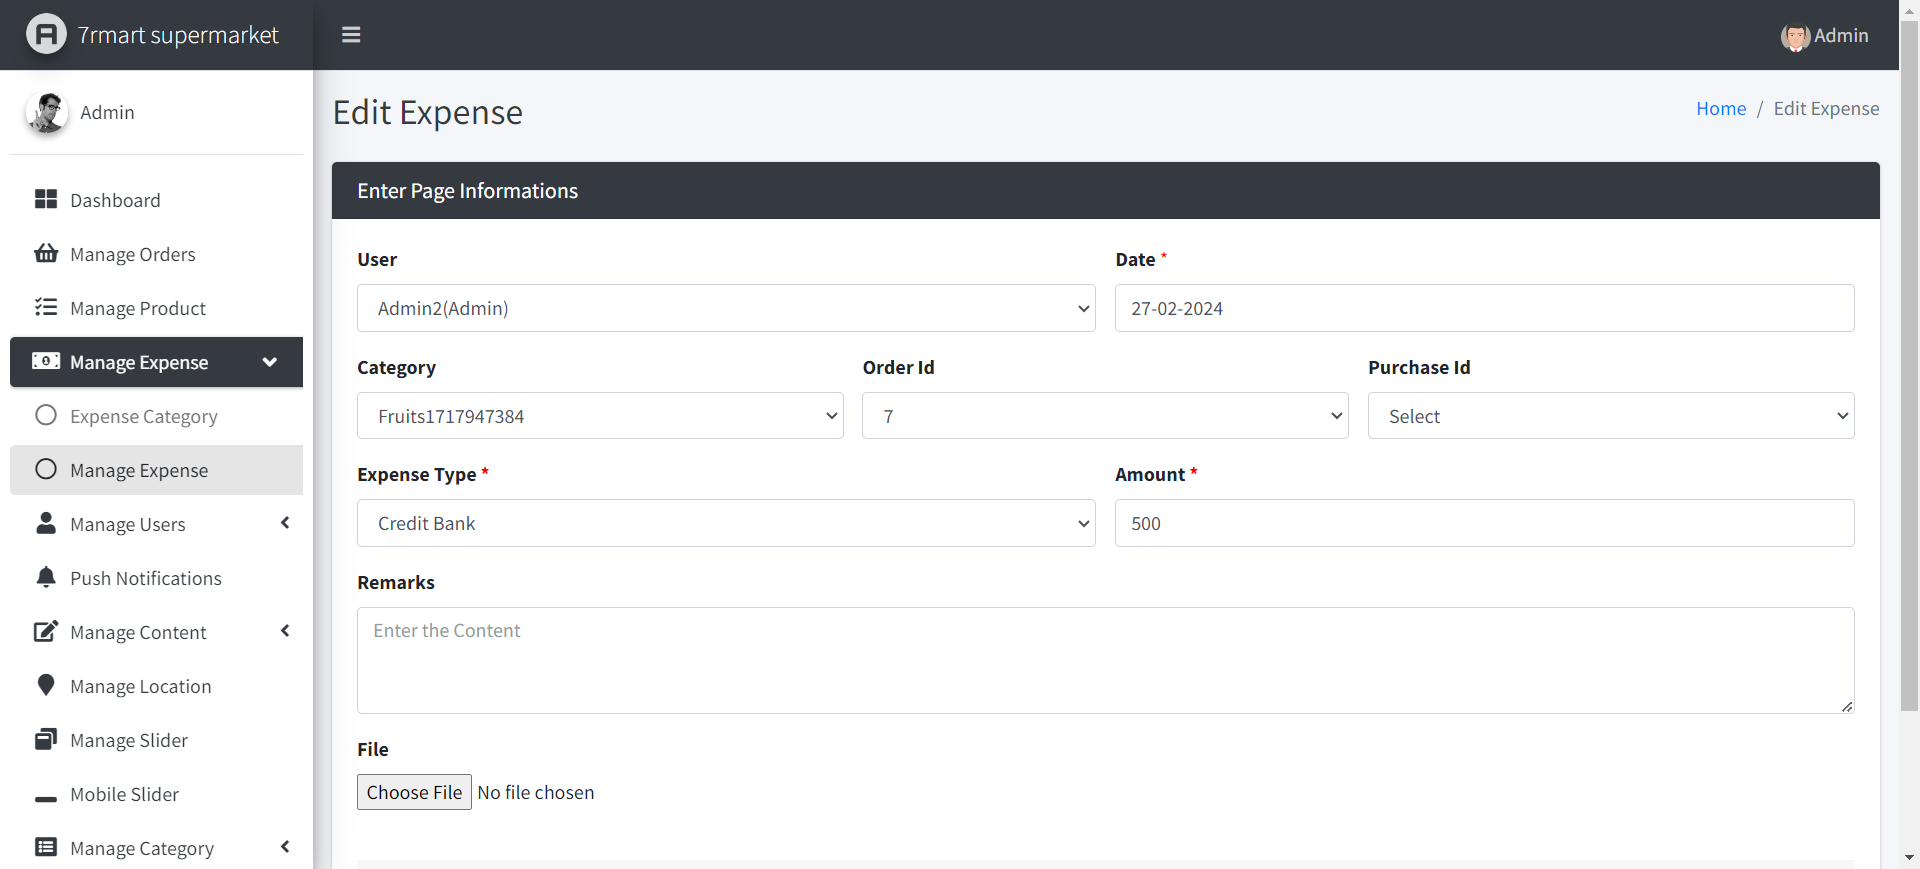 7rmart supermarket
Admin
Admin
Dashboard
Manage Orders
Manage Product
Manage Expense
Expense Category
Manage Expense
Manage Users
Push Notifications
Manage Content
Manage Location
Manage Slider
Mobile Slider
Manage Category
Edit Expense
Home / Edit Expense
Enter Page Informations
User
Admin2(Admin)
Date *
27-02-2024
Category
Fruits1717947384
Order Id
7
Purchase Id
Select
Expense Type *
Credit Bank
Amount *
500
Remarks
Enter the Content
File
Choose File No file chosen